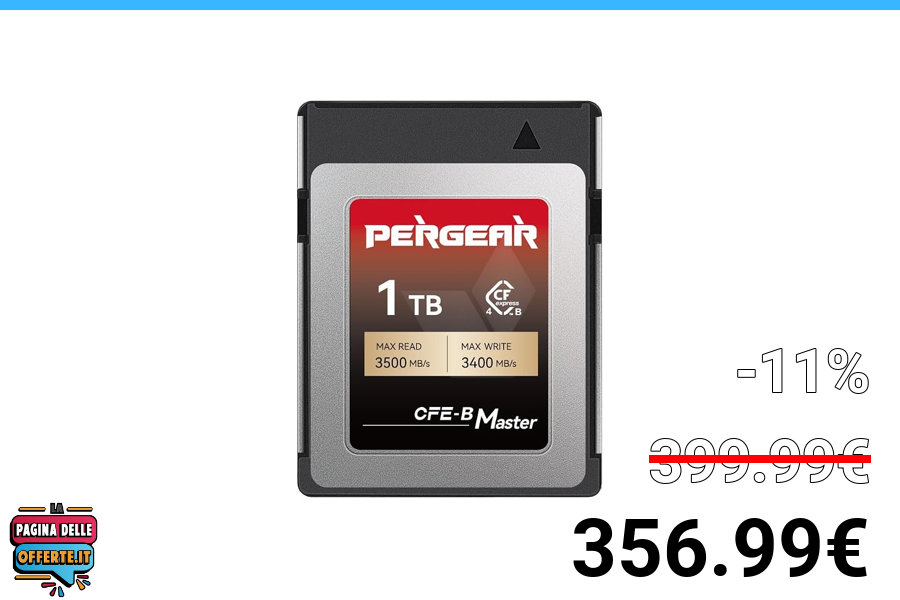 PERGEAR
1 TB
CF
express
4 B
MAX READ
3500 MB/s
MAX WRITE
3400 MB/s
CFE-B Master
-11%
399.99€
356.99€
LA
PAGINA DELLE
OFFERTE.IT